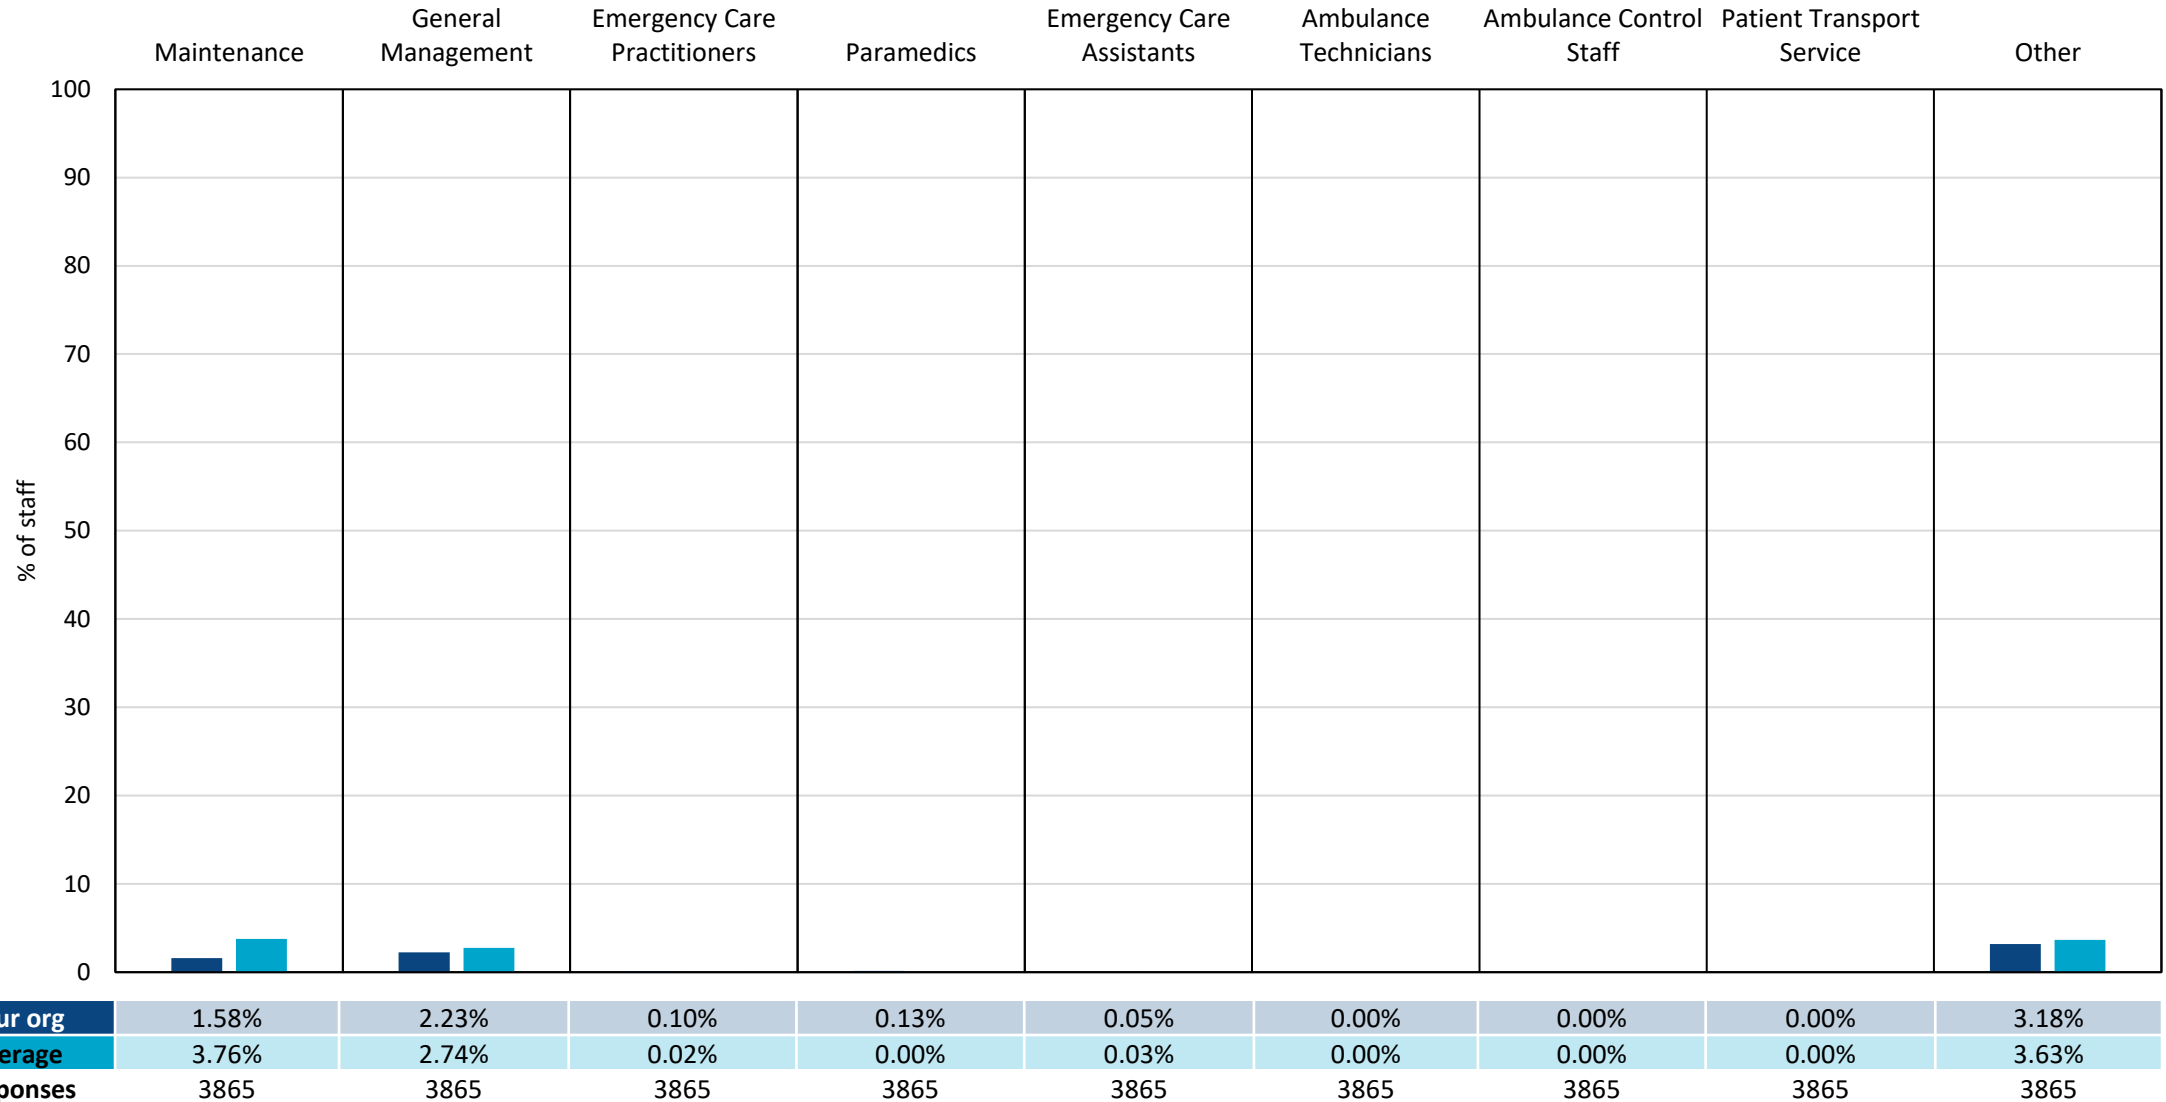 Maintenance
General
Management
Emergency Care
Practitioners
Paramedics
Emergency Care
Assistants
Ambulance
Technicians
Ambulance Control
Staff
Patient Transport
Service
Other
100
90
80
70
60
50
40
30
20
10
0
% of staff
ur org 1.58% 2.23% 0.10% 0.13% 0.05% 0.00% 0.00% 0.00% 3.18%
erage 3.76% 2.74% 0.02% 0.00% 0.03% 0.00% 0.00% 0.00% 3.63%
ponses 3865 3865 3865 3865 3865 3865 3865 3865 3865